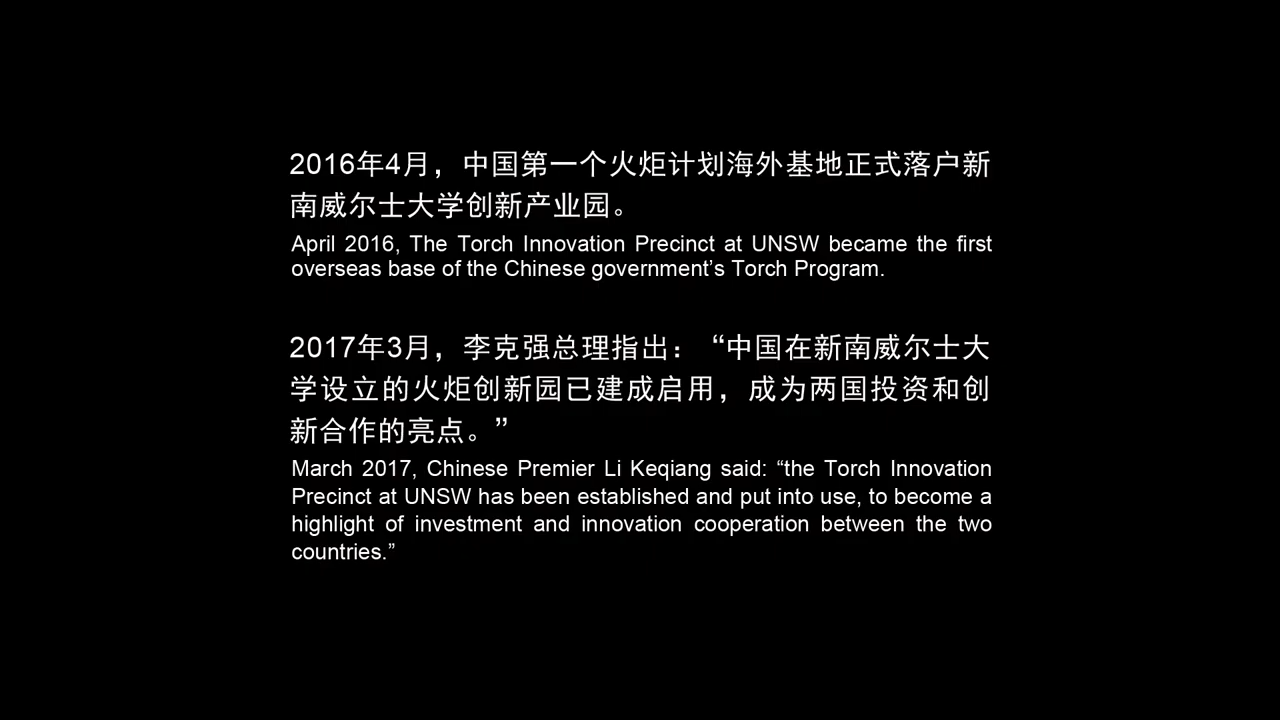 2016年4月，中国第一个火炬计划海外基地正式落户新
南威尔士大学创新产业园。
April 2016, The Torch Innovation Precinct at UNSW became the first
overseas base of the Chinese government’s Torch Program.
2017年3月，李克强总理指出：“中国在新南威尔士大
学设立的火炬创新园已建成启用，成为两国投资和创
新合作的亮点。”
March 2017, Chinese Premier Li Keqiang said: “the Torch Innovation
Precinct at UNSW has been established and put into use, to become a
highlight of investment and innovation cooperation between the two
countries.”